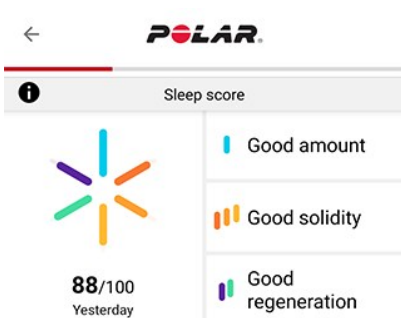 POLAR.
Sleep score
Good amount
Good solidity
88/100
Yesterday
Good
regeneration